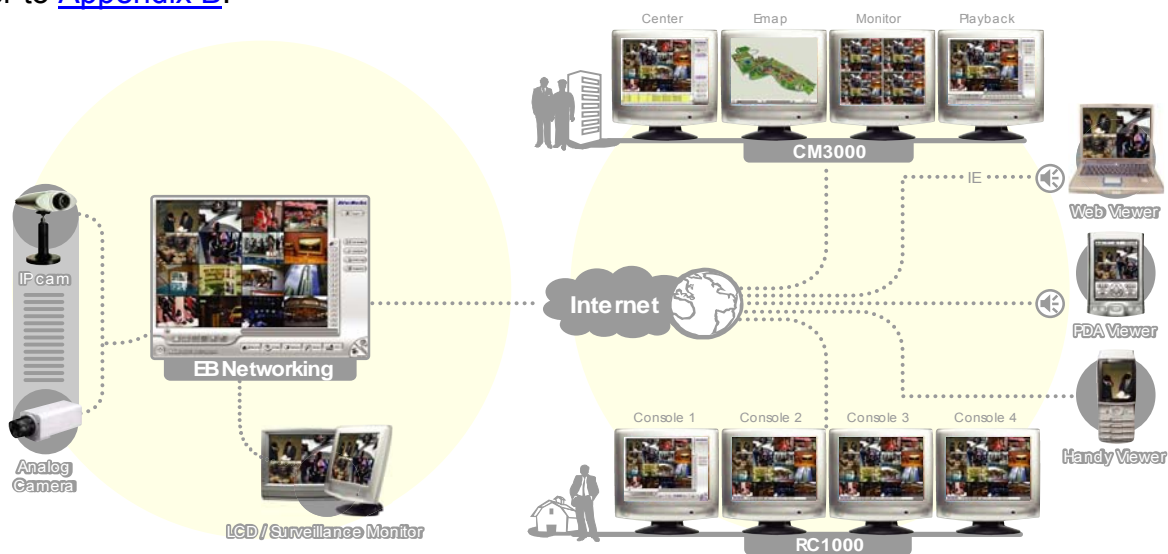 er to Appendix B.
Center
Emap
Monitor
Playback
CM3000
IE
Web Viewer
IP cam
Internet
PDA Viewer
EB Networking
Console 1
Console 2
Console 3
Console 4
Analog
Camera
Handy Viewer
LCD / Surveillance Monitor
RC1000